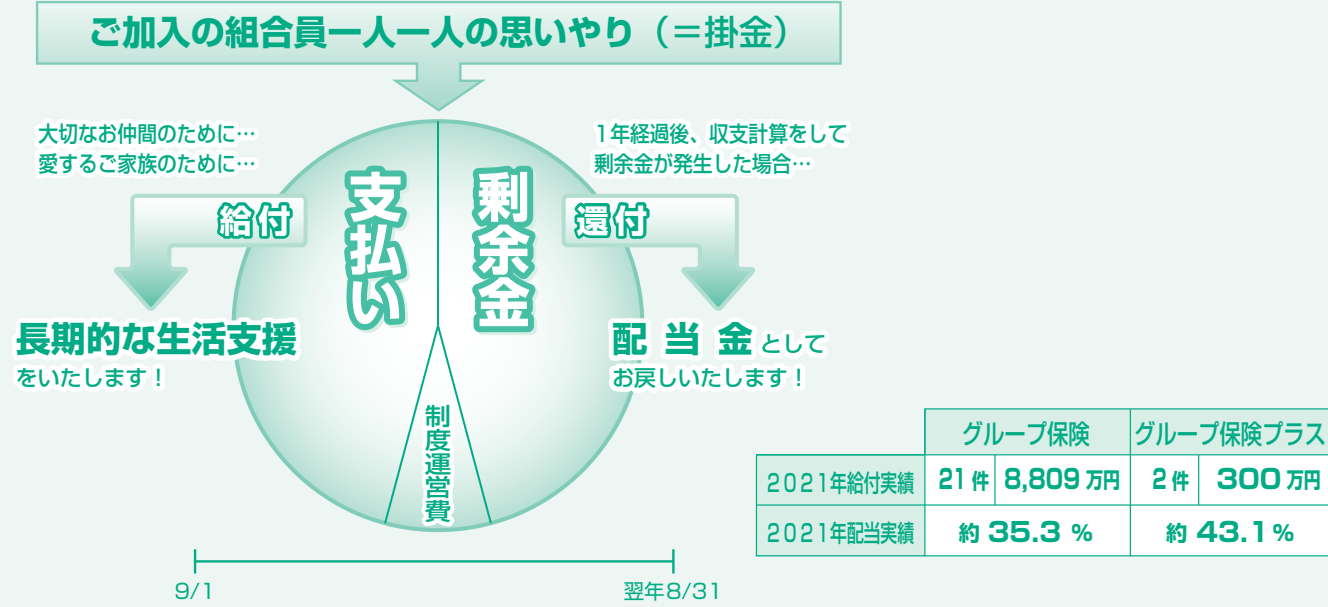 ご加入の組合員一人一人の思いやり（＝掛金）
大切なお仲間のために…
愛するご家族のために…
給付
長期的な生活支援
をいたします！
支払い
剰余金
制度運営費
1年経過後、収支計算をして
剰余金が発生した場合…
還付
配当金として
お戻しいたします！
9/1 翌年8/31
グループ保険 グループ保険プラス
2021年給付実績 21件 8,809万円 2件 300万円
2021年配当実績 約35.3% 約43.1%